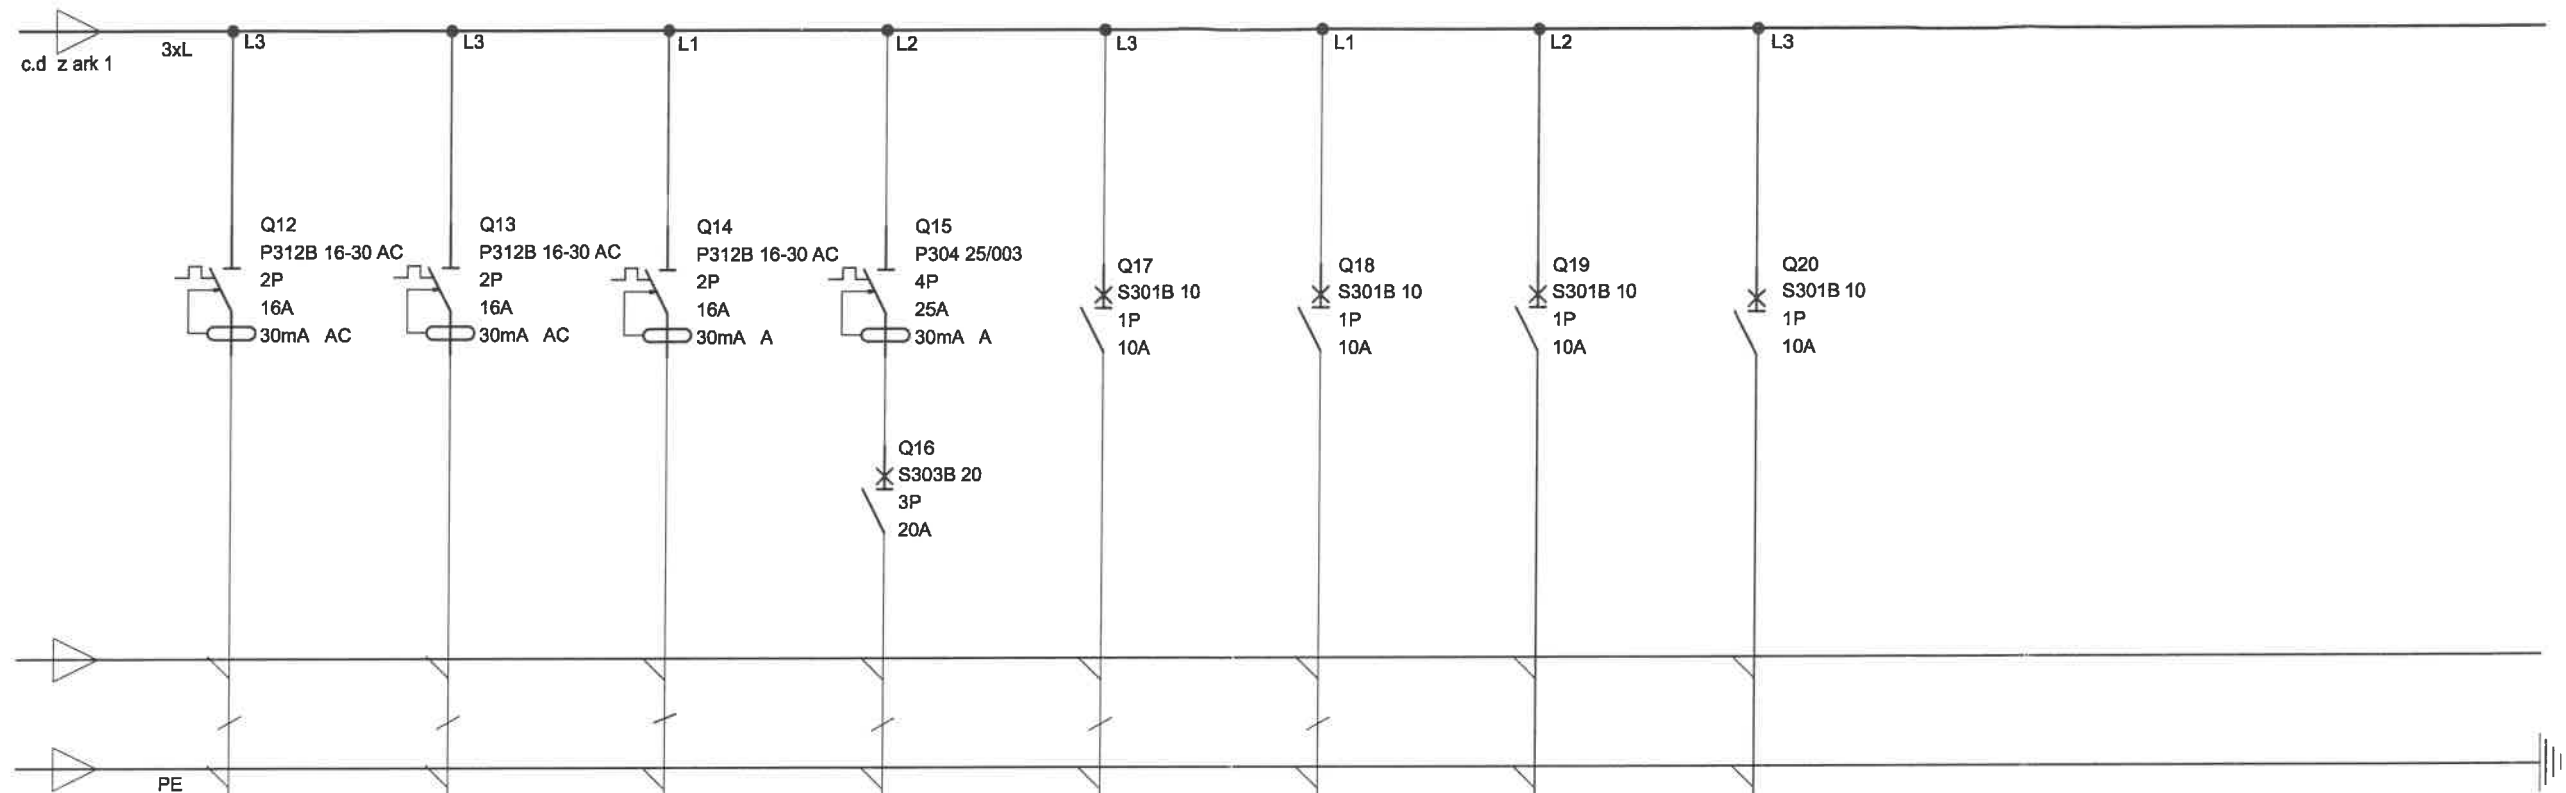 3xL
c.d z ark 1
L3
L3
L1
L2
L3
L1
L2
L3
Q12
P312B 16-30 AC
2P
16A
30mA AC
Q13
P312B 16-30 AC
2P
16A
30mA AC
Q14
P312B 16-30 AC
2P
16A
30mA A
Q15
P304 25/003
4P
25A
30mA A
Q16
S303B 20
3P
20A
Q17
S301B 10
1P
10A
Q18
S301B 10
1P
10A
Q19
S301B 10
1P
10A
Q20
S301B 10
1P
10A
PE